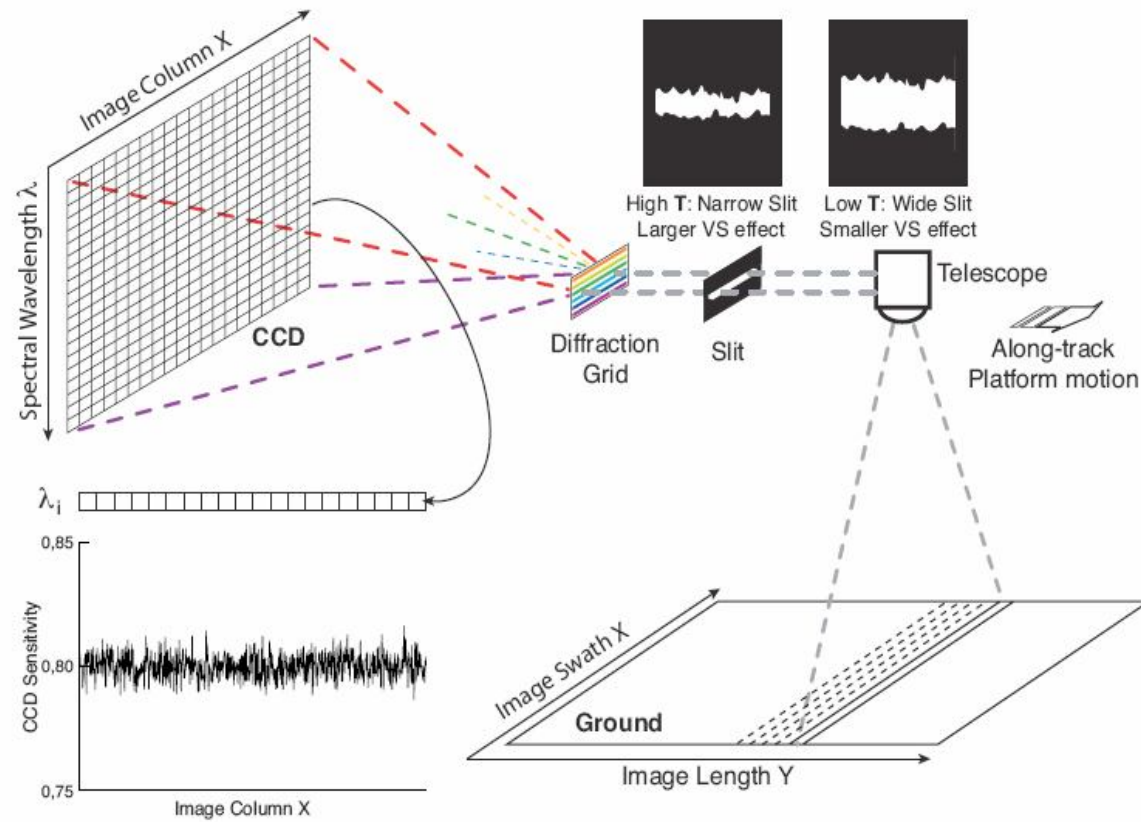 Image Column X
Spectral Wavelength λ
CCD
High T: Narrow Slit
Larger VS effect
Low T: Wide Slit
Smaller VS effect
Telescope
Diffraction
Grid
Slit
Along-track
Platform motion
λi
0,85
0,80
0,75
CCD Sensitivity
Image Column X
Image Swath X
Ground
Image Length Y